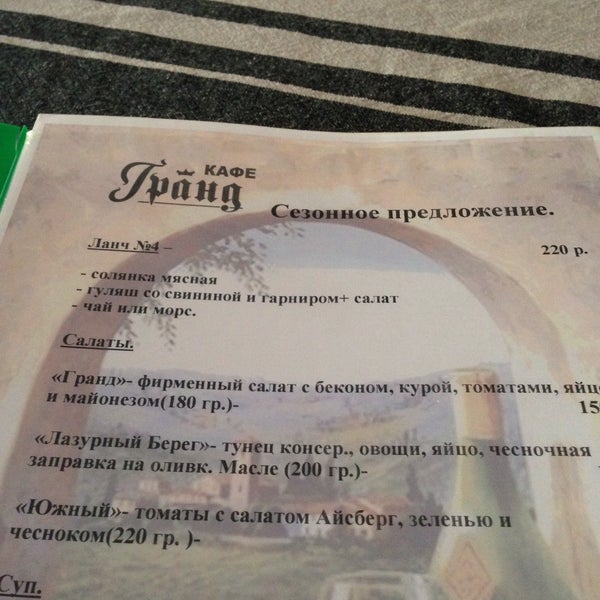 КАФЕ
Гранд
Сезонное предложение.
Ланч №4 – 220 р.
- солянка мясная
- гуляш со свининой и гарниром+ салат
- чай или морс.
Салаты.
«Гранд»- фирменный салат с беконом, курой, томатами, яйцо
и майонезом(180 гр.)- 15
«Лазурный Берег»- тунец консер., овощи, яйцо, чесночная
заправка на оливк. Масле (200 гр.)-
«Южный»- томаты с салатом Айсберг, зеленью и
чесноком(220 гр. )-
Суп.